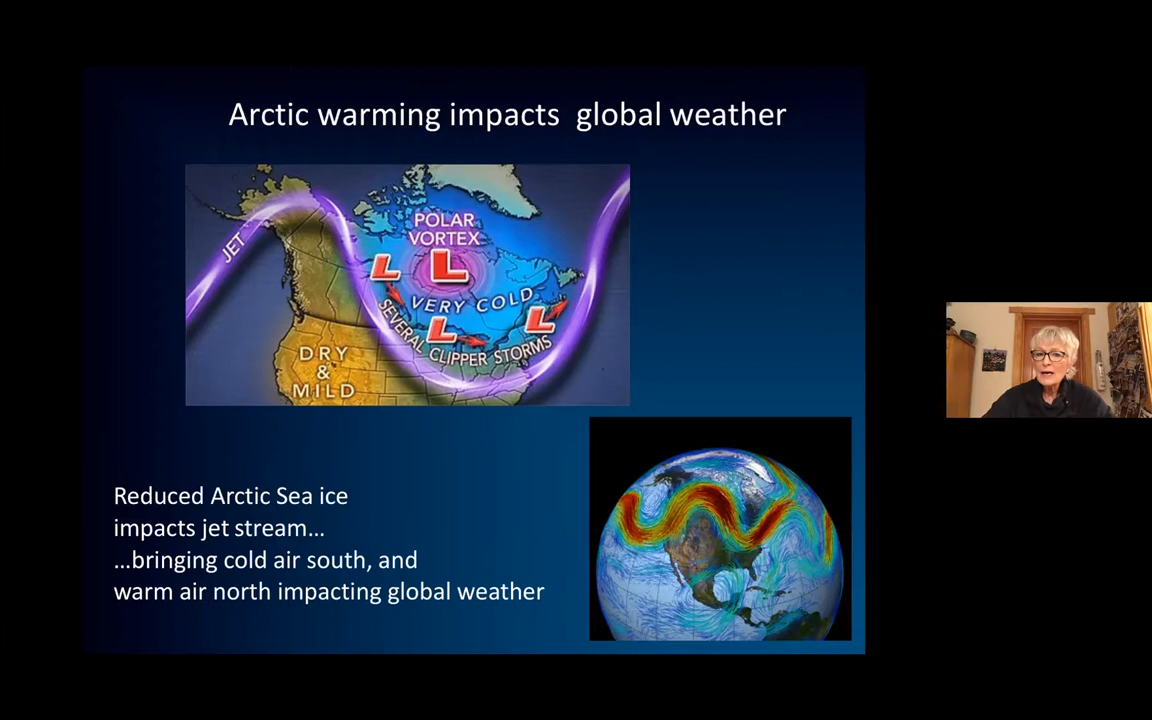 Arctic warming impacts  global weather
JET
POLAR
VORTEX
L
L
VERY COLD
L
L
SEVERAL CLIPPER STORMS
DRY
&
MILD
Reduced Arctic Sea ice
impacts jet stream…
…bringing cold air south, and
warm air north impacting global weather